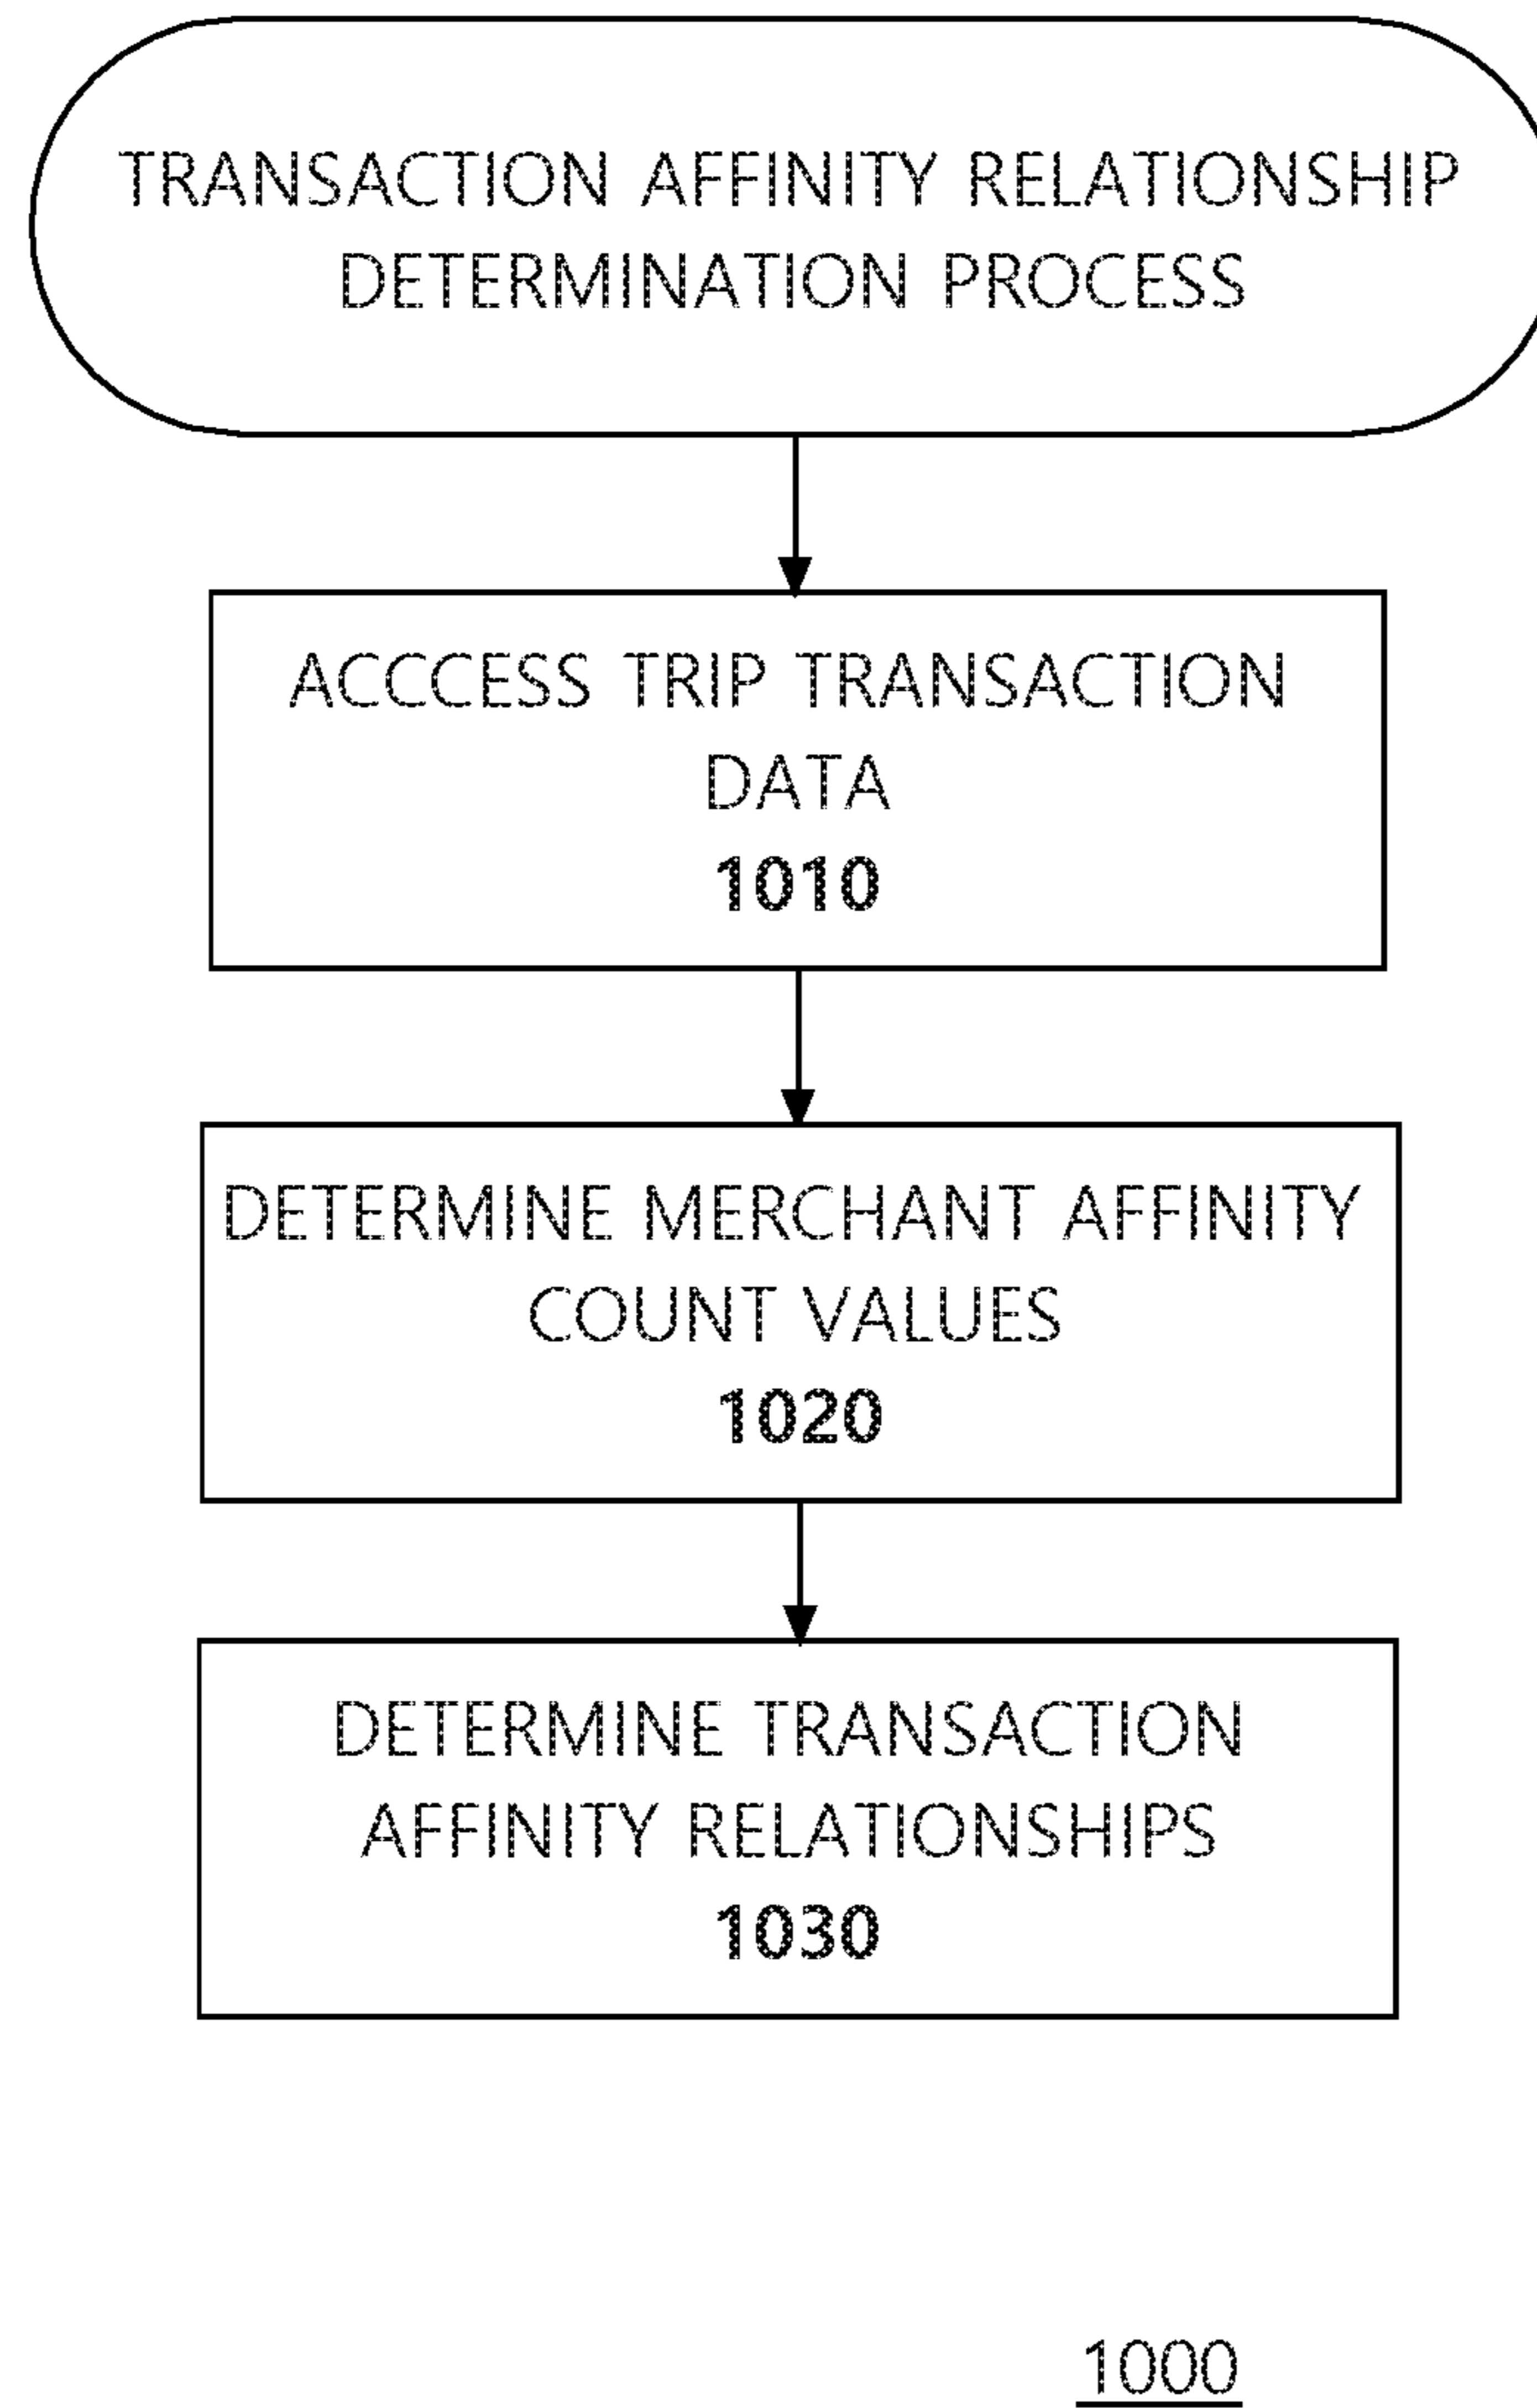 TRANSACTION AFFINITY RELATIONSHIP
DETERMINATION PROCESS
ACCCESS TRIP TRANSACTION
DATA
1010
DETERMINE MERCHANT AFFINITY
COUNT VALUES
1020
DETERMINE TRANSACTION
AFFINITY RELATIONSHIPS
1030
1000